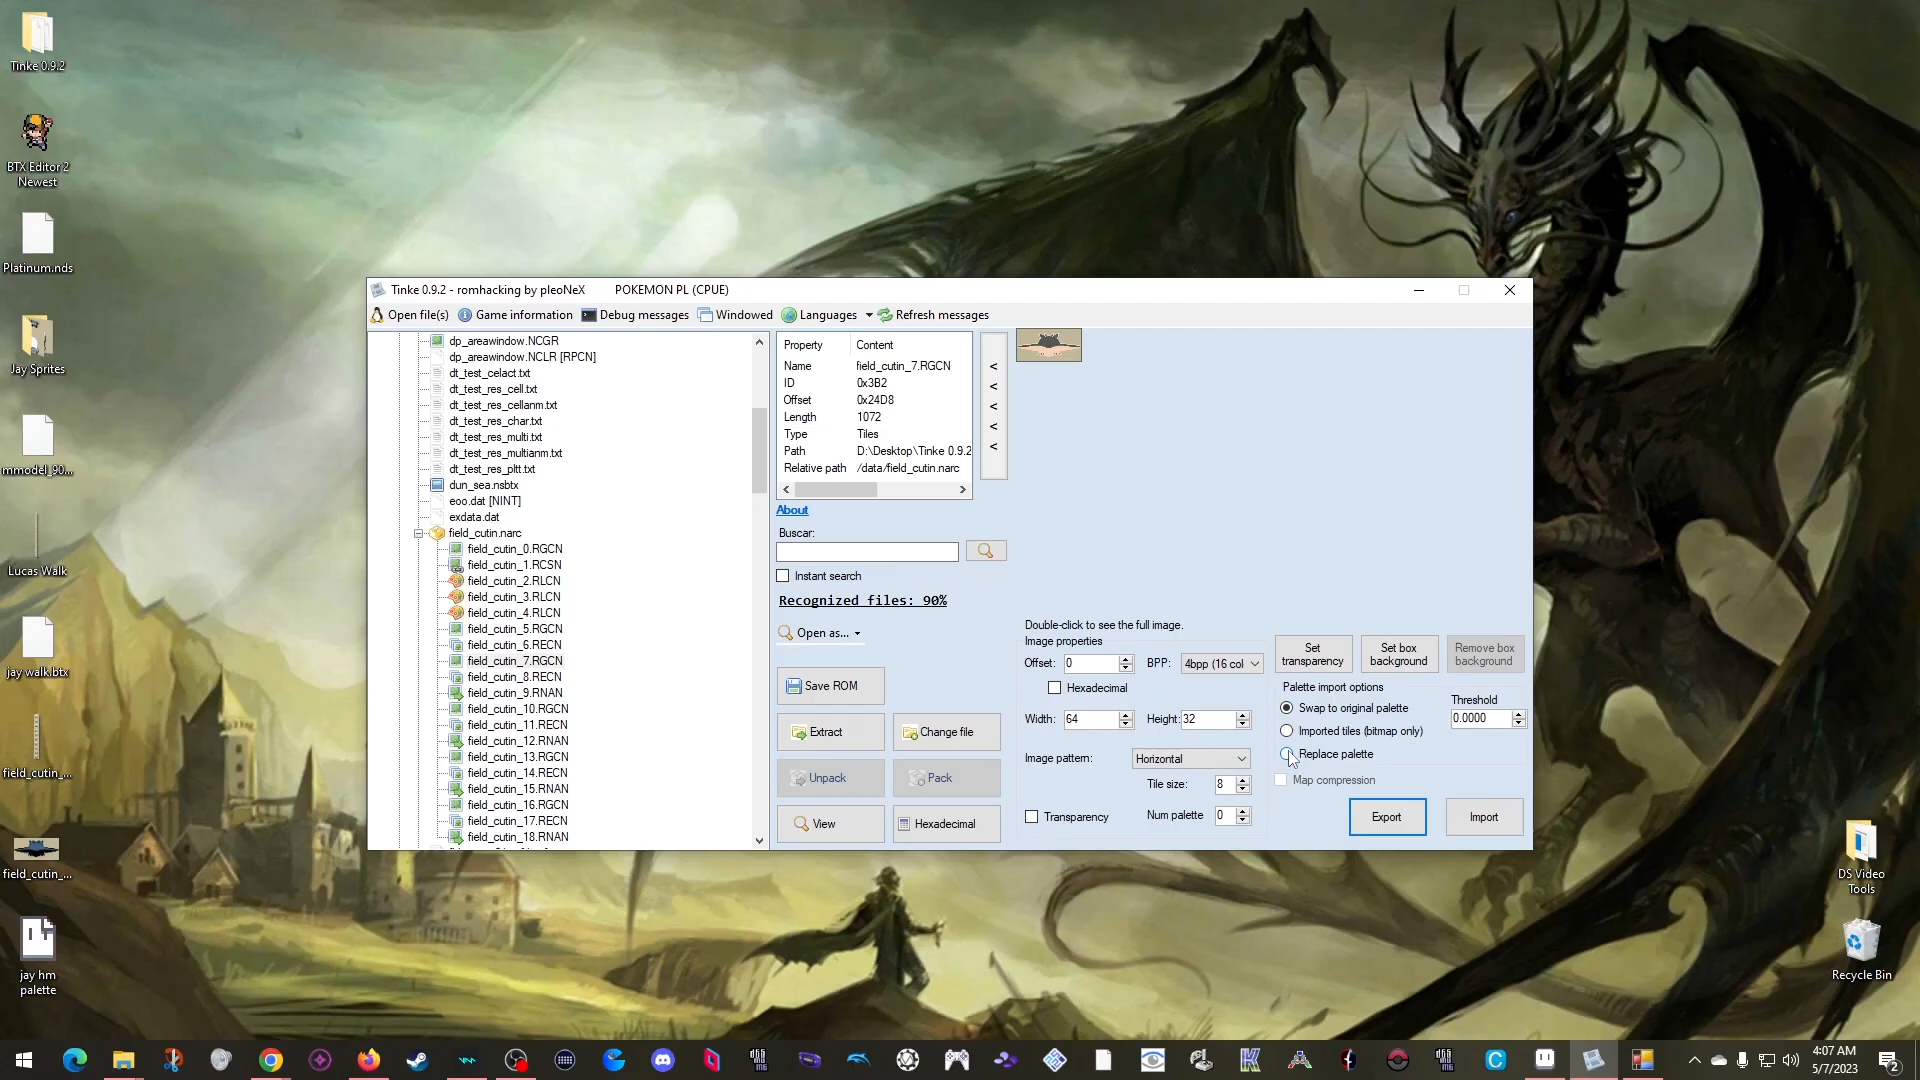 Tinke 0.9.2
BTX Editor 2
Newest
Platinum.nds
Jay Sprites
mmodel_90...
Lucas Walk
jay walk.btx
field_cutin_...
field_cutin_...
jay hm
palette
Tinke 0.9.2 - romhacking by pleoNeX POKEMON PL (CPUE)
Open file(s) Game information Debug messages Windowed Languages Refresh messages
dp_areawindow.NCGR
dp_areawindow.NCLR [RPCN]
dt_test_celact.txt
dt_test_res_cell.txt
dt_test_res_cellanm.txt
dt_test_res_char.txt
dt_test_res_multi.txt
dt_test_res_multianm.txt
dt_test_res_pltt.txt
dun_sea.nsbtx
eoo.dat [NINT]
exdata.dat
field_cutin.narc
field_cutin_0.RGCN
field_cutin_1.RCSN
field_cutin_2.RLCN
field_cutin_3.RLCN
field_cutin_4.RLCN
field_cutin_5.RGCN
field_cutin_6.RECN
field_cutin_7.RGCN
field_cutin_8.RECN
field_cutin_9.RNAN
field_cutin_10.RGCN
field_cutin_11.RECN
field_cutin_12.RNAN
field_cutin_13.RGCN
field_cutin_14.RECN
field_cutin_15.RNAN
field_cutin_16.RGCN
field_cutin_17.RECN
field_cutin_18.RNAN
Property Content
Name field_cutin_7.RGCN
ID 0x3B2
Offset 0x24D8
Length 1072
Type Tiles
Path D:\Desktop\Tinke 0.9.2
Relative path /data/field_cutin.narc
<
<
<
<
<
About
Buscar:
Instant search
Recognized files: 90%
Open as...
Save ROM
Extract Change file
Unpack Pack
View Hexadecimal
Double-click to see the full image.
Image properties
Offset: 0 BPP: 4bpp (16 col
Hexadecimal
Width: 64 Height: 32
Image pattern: Horizontal
Tile size: 8
Transparency Num palette 0
Set
transparency
Set box
background
Remove box
background
Palette import options
Swap to original palette
Imported tiles (bitmap only)
Replace palette
Threshold
0.0000
Map compression
Export Import
DS Video
Tools
Recycle Bin
4:07 AM
5/7/2023
2